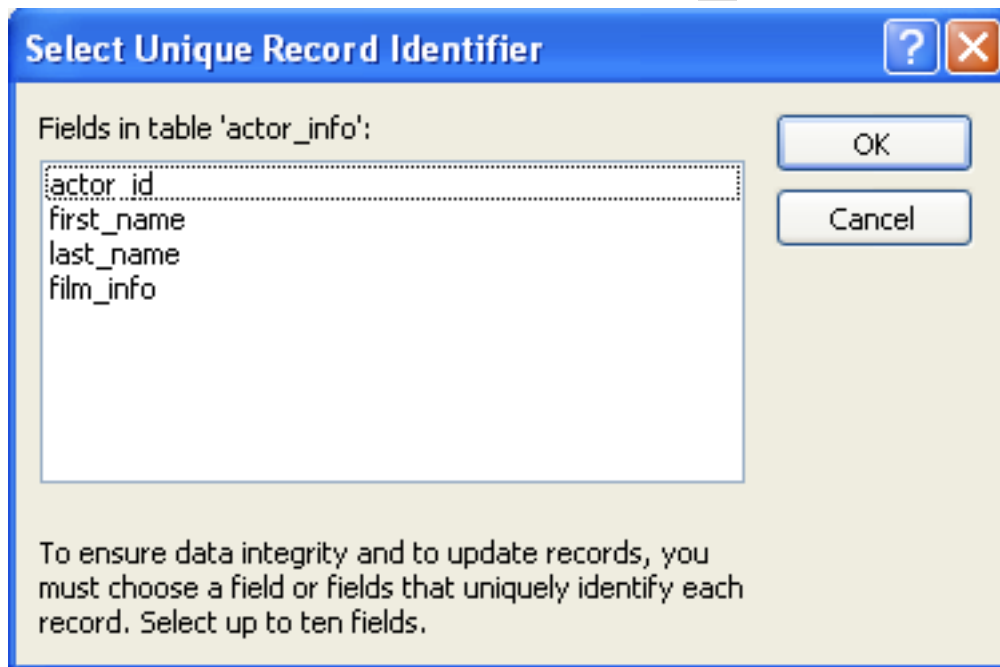 Select Unique Record Identifier
?
Fields in table 'actor_info':
OK
actor_id
first_name
Cancel
last_name
film_info
To ensure data integrity and to update records, you
must choose a field or fields that uniquely identify each
record. Select up to ten fields.